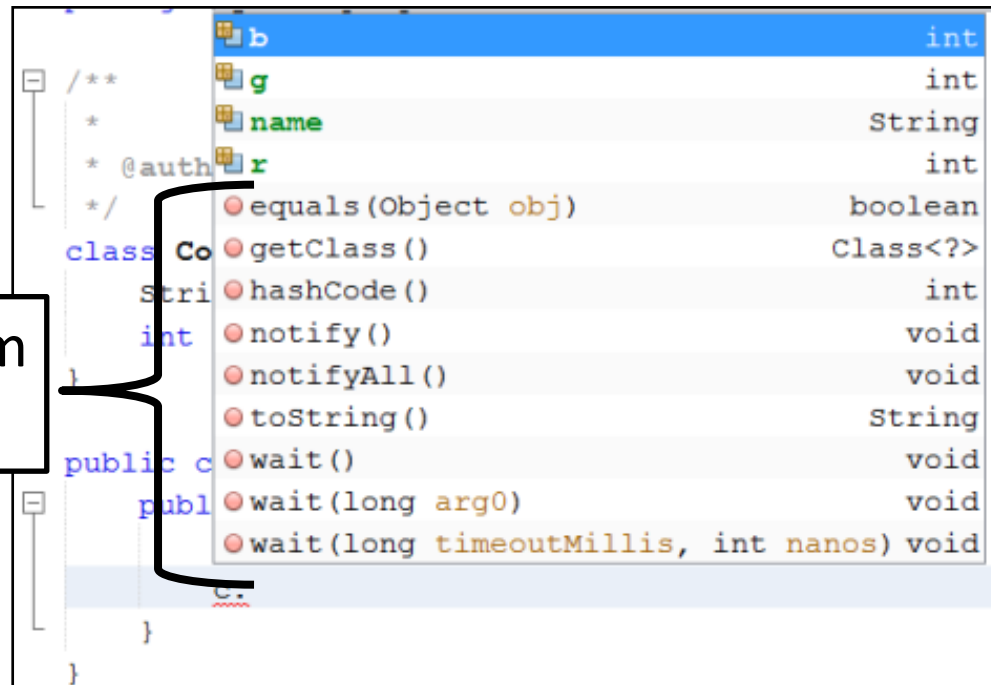 b int
/** g int
* name String
* @auth r int
*/ equals(Object obj) boolean
class Co getClass() Class<?>
Stri hashCode() int
m
int notify() void
} notifyAll() void
toString() String
public c wait() void
publ wait(long arg0) void
wait(long timeoutMillis, int nanos) void
c.
}
}